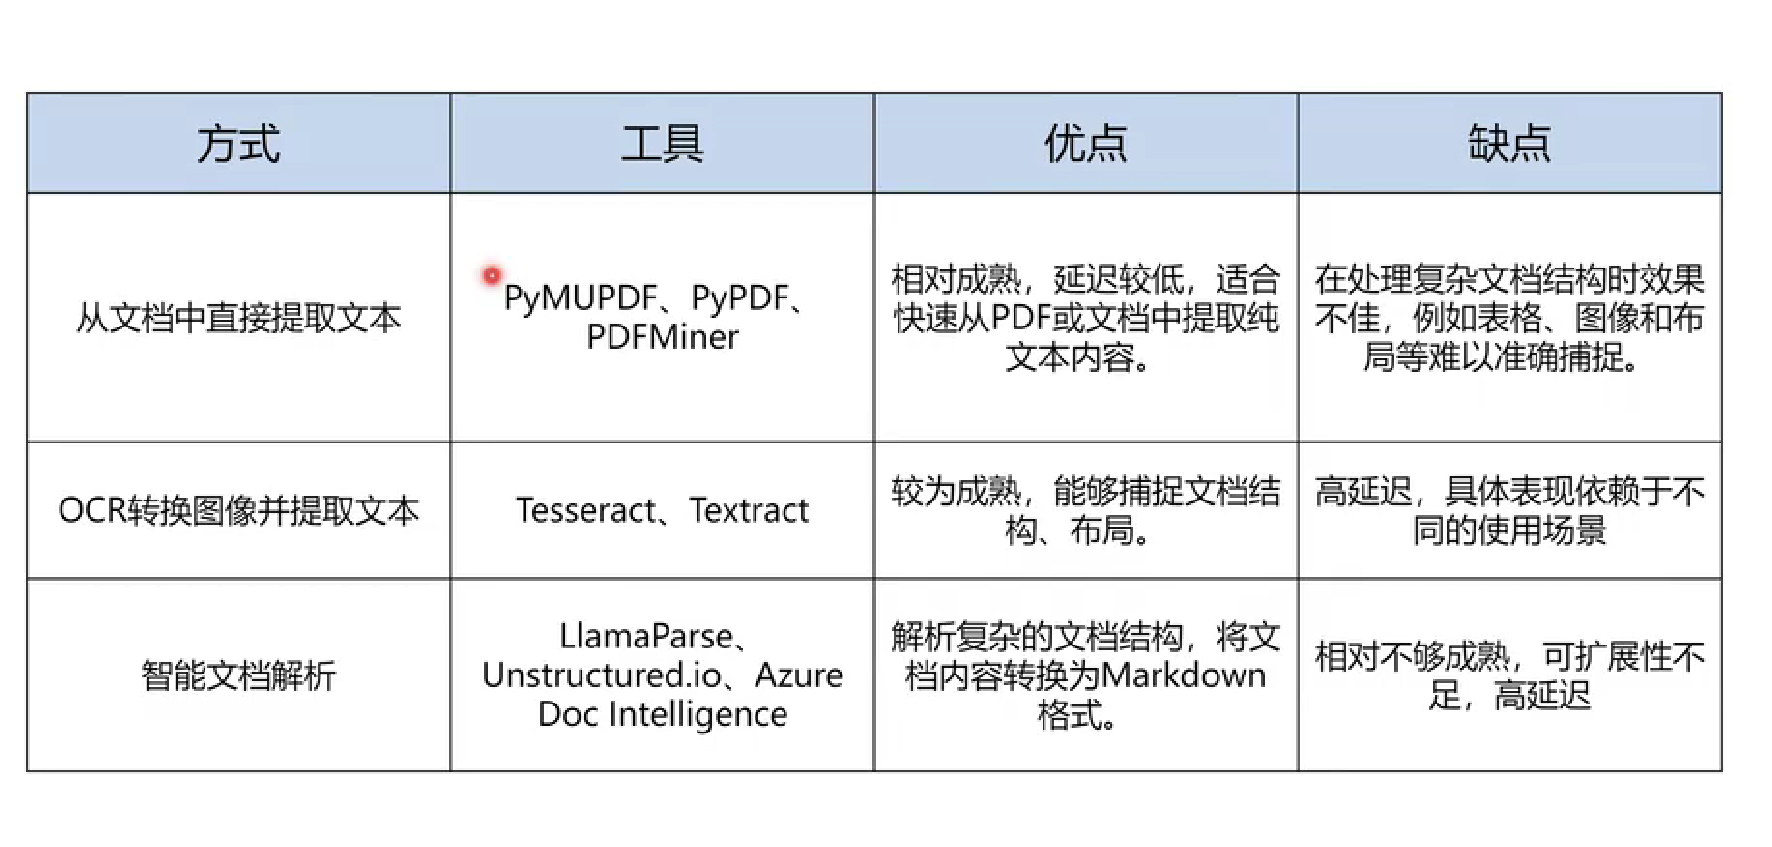 方式
工具
优点
缺点
从文档中直接提取文本
PyMUPDF、PyPDF、
PDFMiner
相对成熟，延迟较低，适合
快速从PDF或文档中提取纯
文本内容。
在处理复杂文档结构时效果
不佳，例如表格、图像和布
局等难以准确捕捉。
OCR转换图像并提取文本
Tesseract、Textract
较为成熟，能够捕捉文档结
构、布局。
高延迟，具体表现依赖于不
同的使用场景
智能文档解析
LlamaParse、
Unstructured.io、Azure
Doc Intelligence
解析复杂的文档结构，将文
档内容转换为Markdown
格式。
相对不够成熟，可扩展性不
足，高延迟